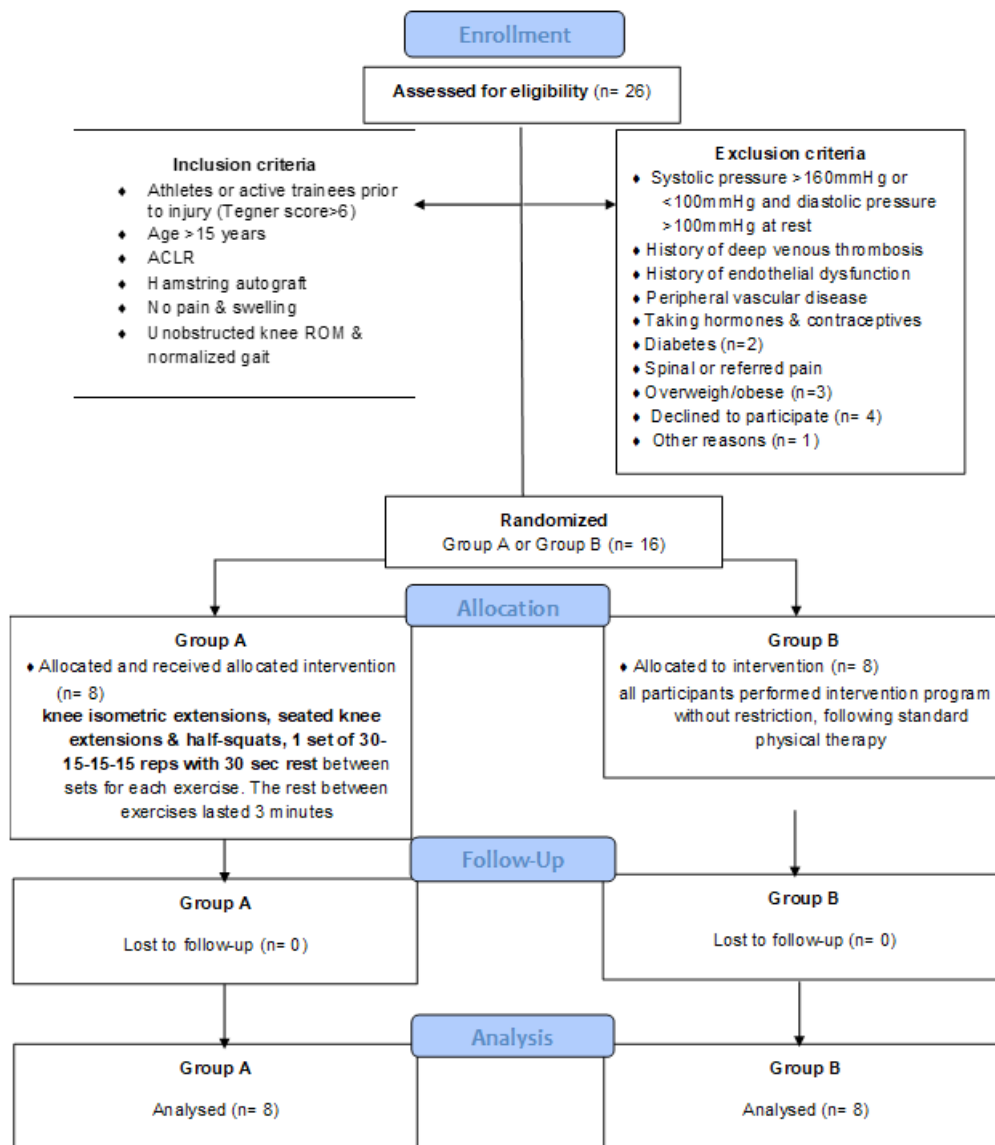 Enrollment
Assessed for eligibility (n= 26)
Inclusion criteria
♦ Athletes or active trainees prior
to injury (Tegner score>6)
♦ Age >15 years
♦ ACLR
♦ Hamstring autograft
♦ No pain & swelling
♦ Unobstructed knee ROM &
normalized gait
Exclusion criteria
♦ Systolic pressure >160mmHg or
<100mmHg and diastolic pressure
>100mmHg at rest
♦ History of deep venous thrombosis
♦ History of endothelial dysfunction
♦ Peripheral vascular disease
♦ Taking hormones & contraceptives
♦ Diabetes (n=2)
♦ Spinal or referred pain
♦ Overweigh/obese (n=3)
♦ Declined to participate (n= 4)
♦ Other reasons (n= 1)
Randomized
Group A or Group B (n= 16)
Allocation
Group A
♦ Allocated and received allocated intervention
(n= 8)
knee isometric extensions, seated knee
extensions & half-squats, 1 set of 30-
15-15-15 reps with 30 sec rest between
sets for each exercise. The rest between
exercises lasted 3 minutes
Group B
♦ Allocated to intervention (n= 8)
all participants performed intervention program
without restriction, following standard
physical therapy
Follow-Up
Group A
Lost to follow-up (n= 0)
Group B
Lost to follow-up (n= 0)
Analysis
Group A
Analysed (n= 8)
Group B
Analysed (n= 8)